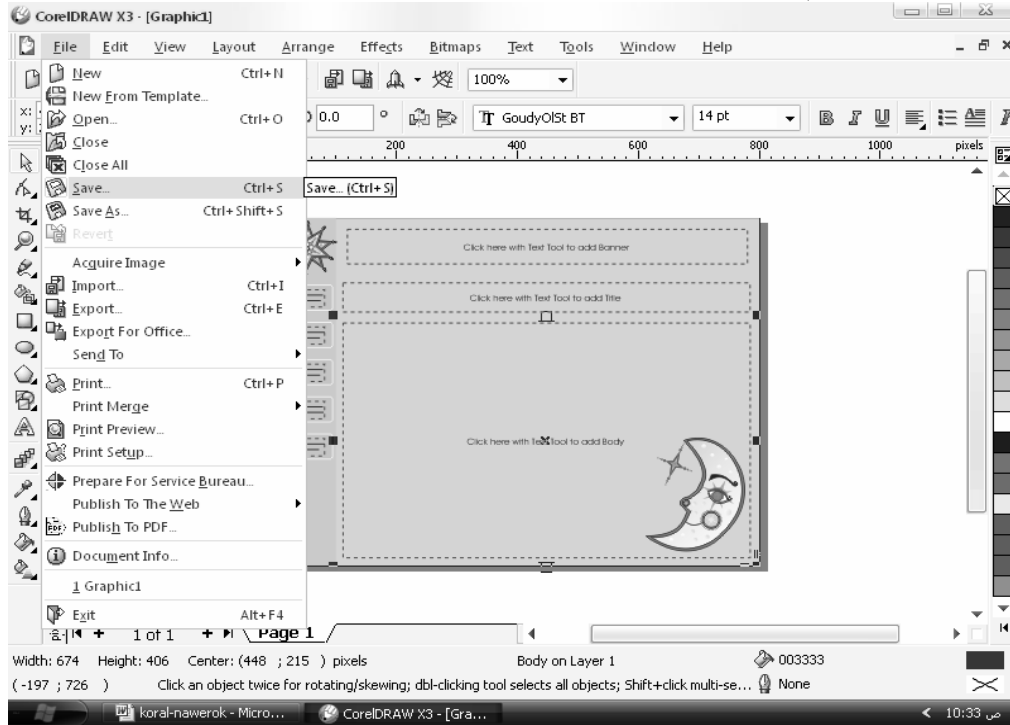 CorelDRAW X3 - [Graphic1]
File Edit View Layout Arrange Effects Bitmaps Text Tools Window Help
New Ctrl+N
100%
New From Template...
x:
y:
Open... Ctrl+O
0.0 ° GoudyOlSt BT 14 pt B I U
Close
200 400 600 800 1000 pixels
Close All
Save... Ctrl+S
Save... (Ctrl+S)
Save As... Ctrl+Shift+S
Revert
Click here with Text Tool to add Banner
Acquire Image
Import... Ctrl+I
Click here with Text Tool to add Title
Export... Ctrl+E
Export For Office...
Send To
Print... Ctrl+P
Print Merge
Print Preview...
Click here with Text Tool to add Body
Print Setup...
Prepare For Service Bureau...
Publish To The Web
Publish To PDF...
Document Info...
1 Graphic1
Exit Alt+F4
1 of 1 Page 1
Width: 674 Height: 406 Center: (448 ; 215 ) pixels Body on Layer 1 003333
(-197 ; 726 ) Click an object twice for rotating/skewing; dbl-clicking tool selects all objects; Shift+click multi-se... None
koral-nawerok - Micro... CorelDRAW X3 - [Gra... 10:33 ص